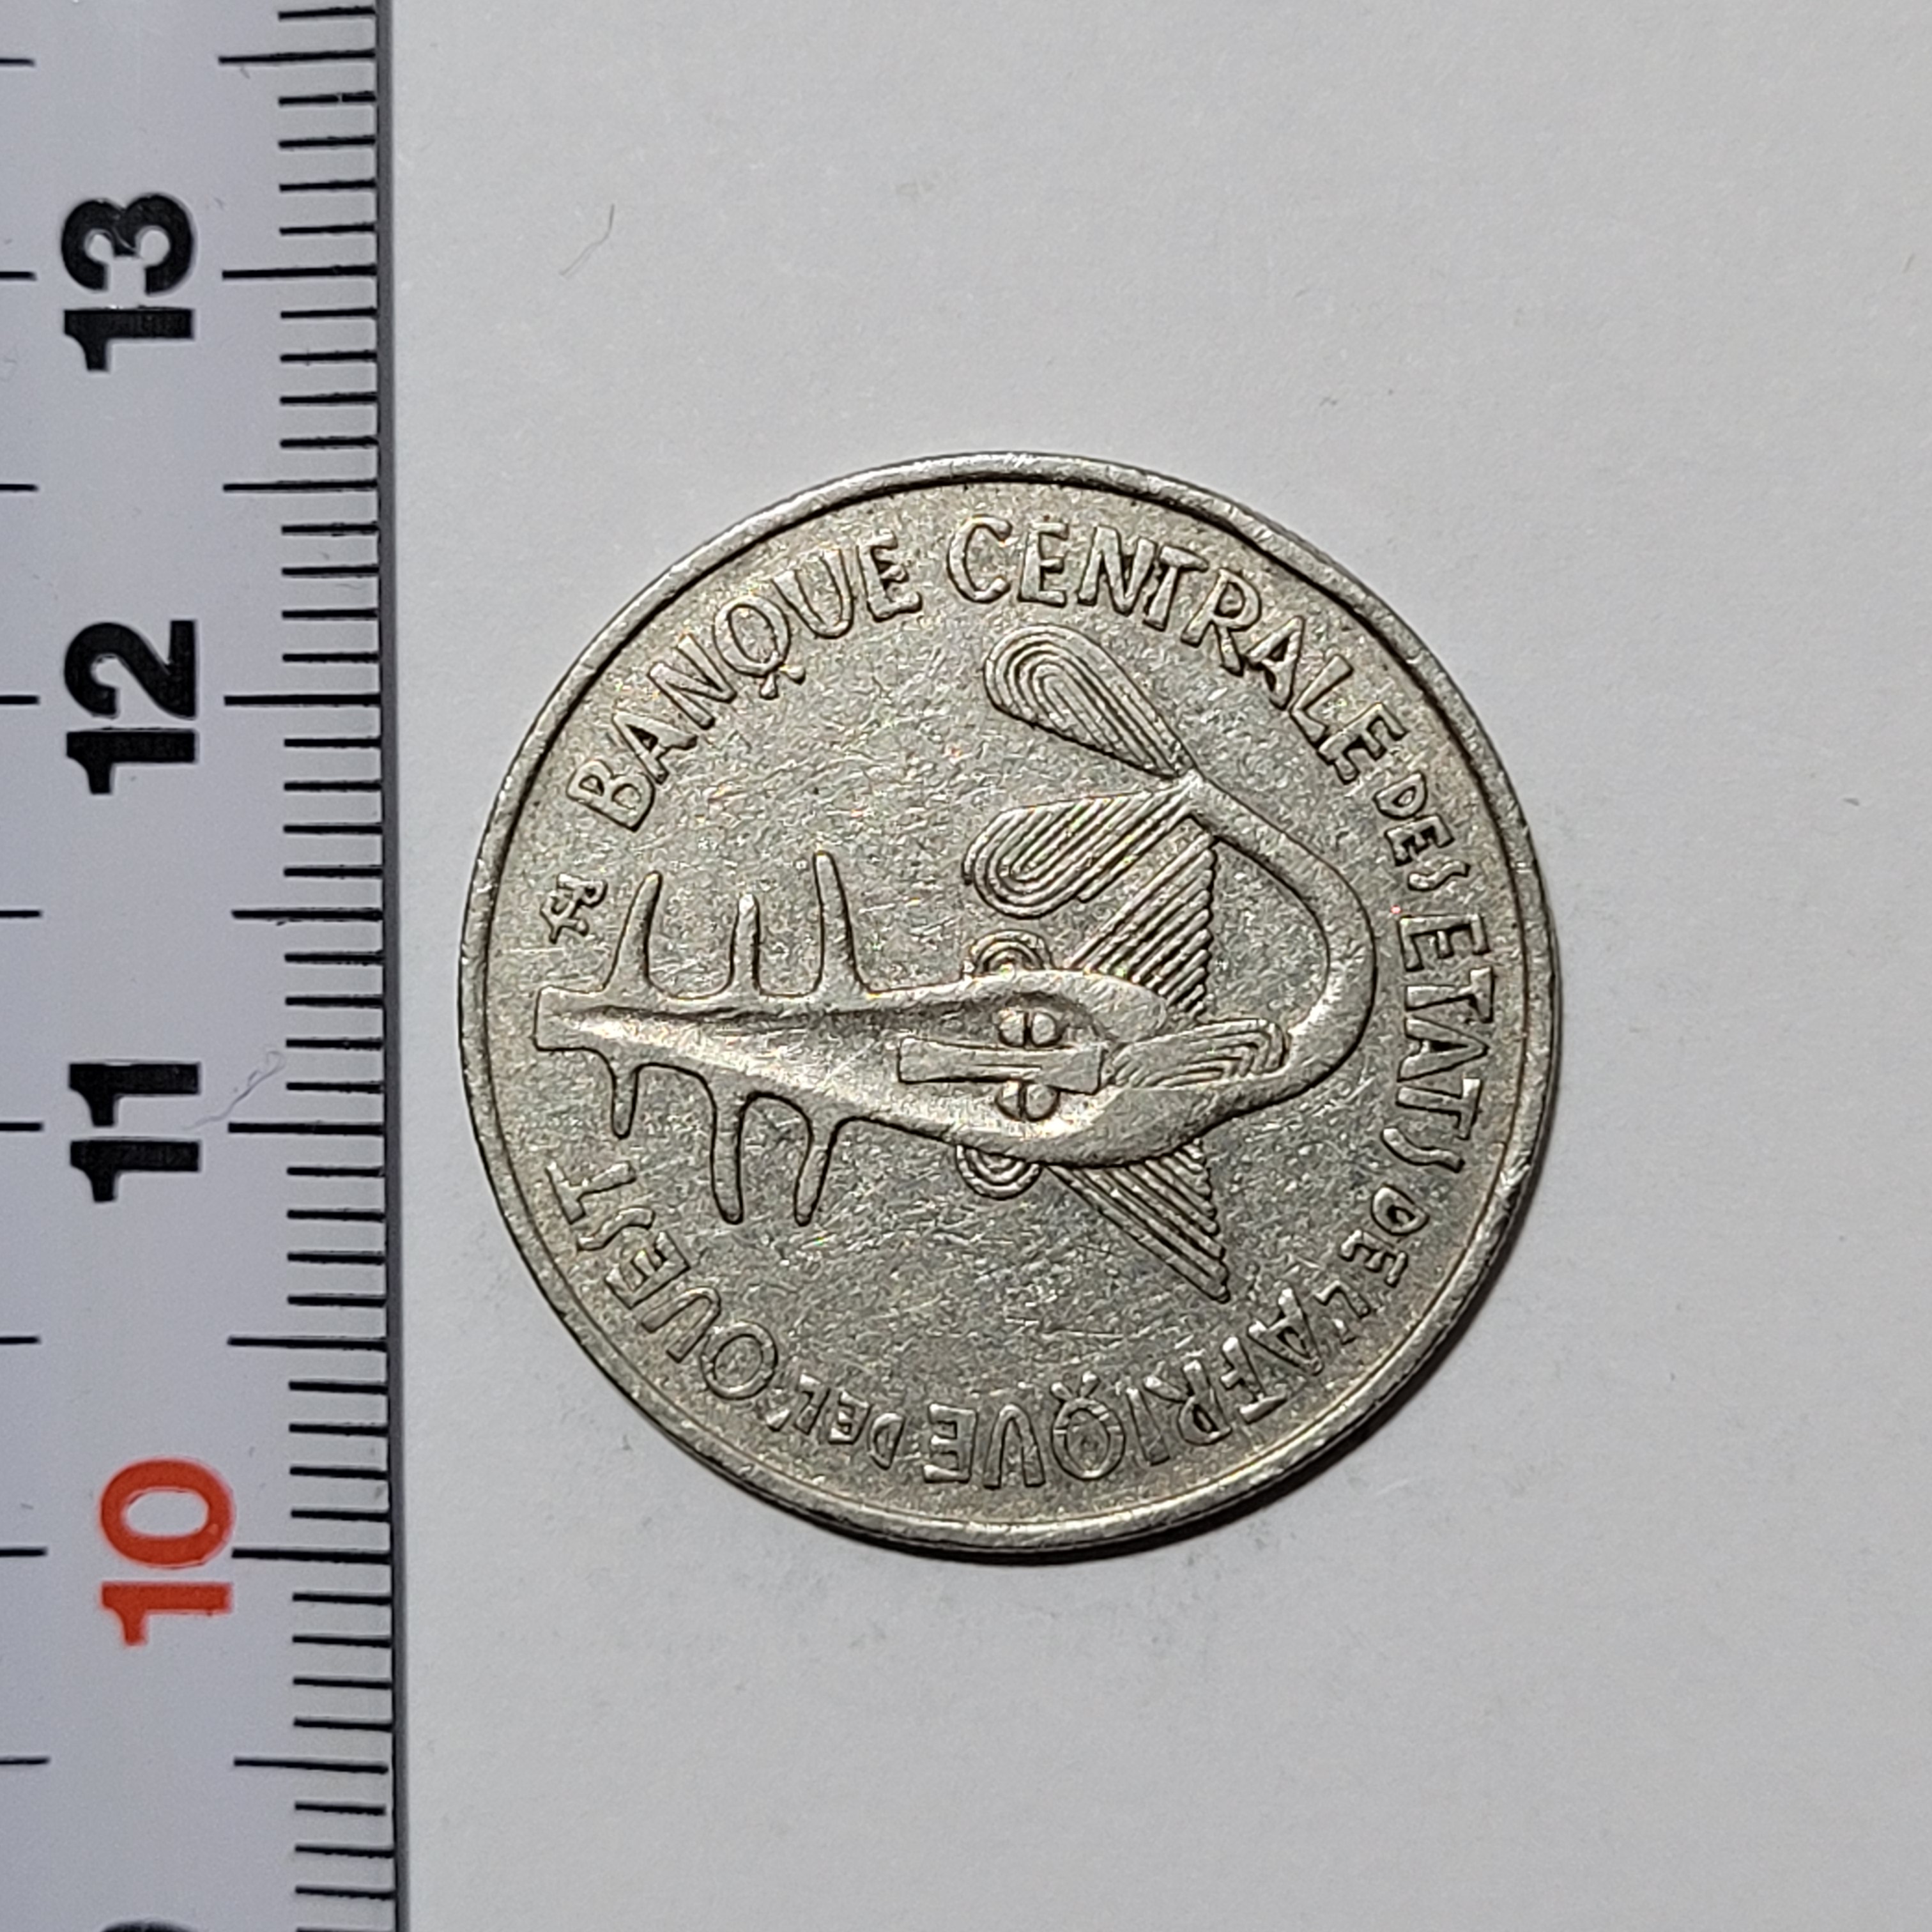 13
12
11
10
BANQUE CENTRALE DES ETATS DE L'AFRIQUE DE L'OUEST